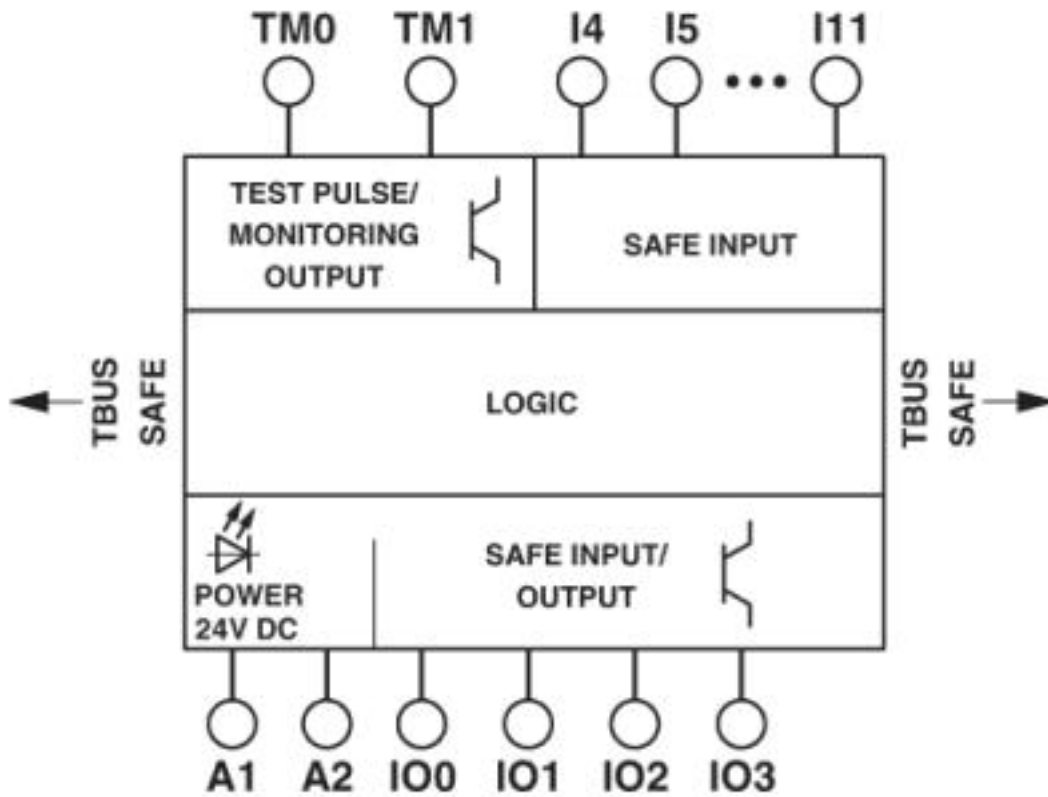 TM0 TM1 I4 I5 ••• I11
TEST PULSE/
MONITORING
OUTPUT
SAFE INPUT
TBUS
SAFE
LOGIC
TBUS
SAFE
POWER
24V DC
SAFE INPUT/
OUTPUT
A1 A2 IO0 IO1 IO2 IO3